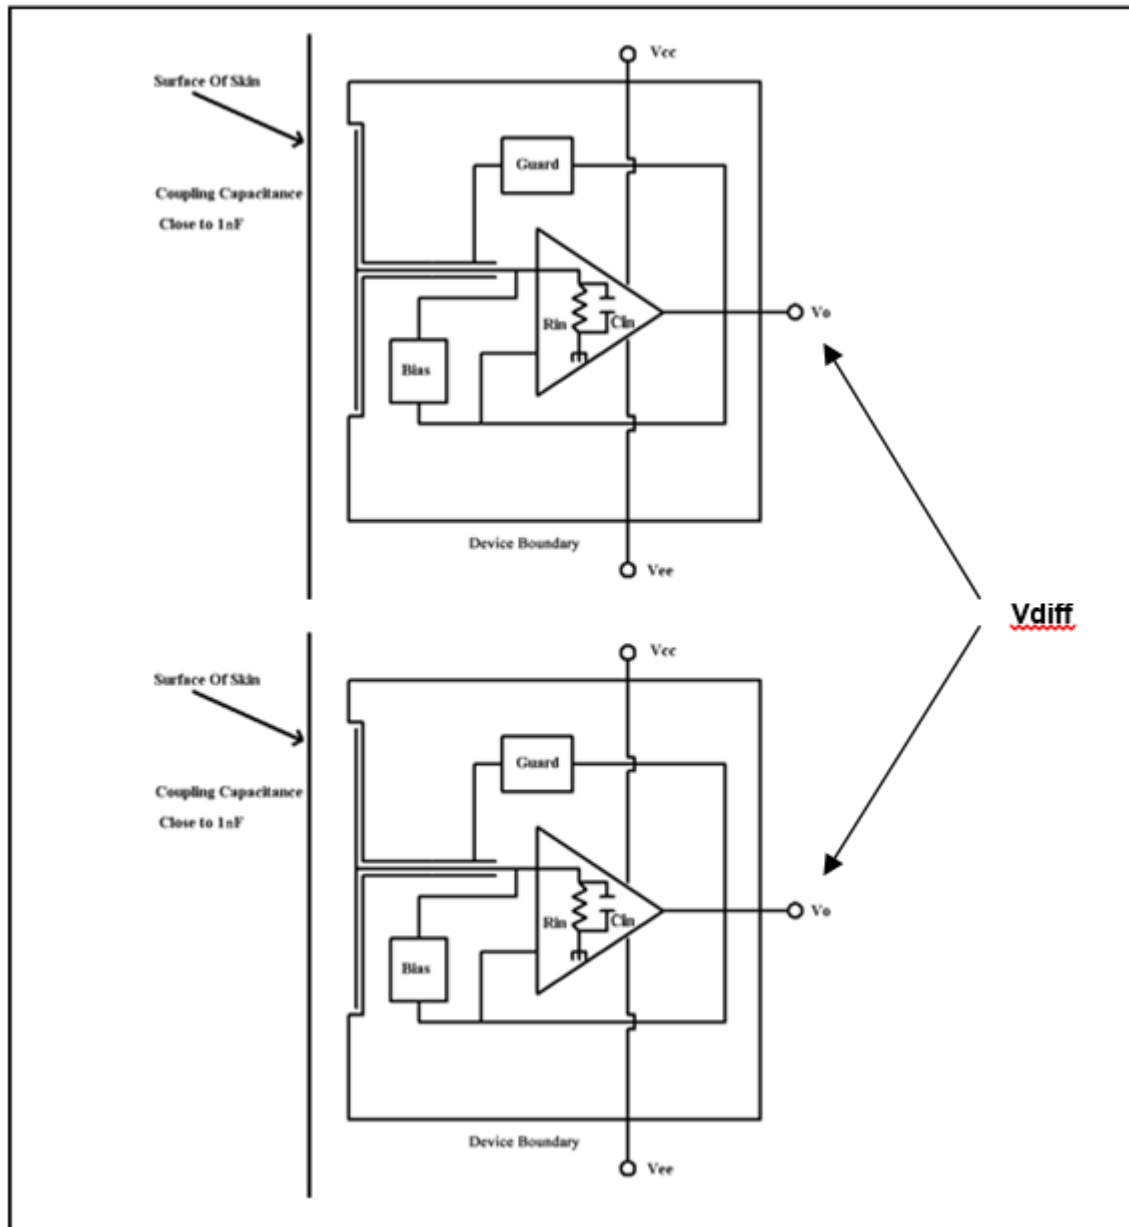 Vcc
Surface Of Skin
Guard
Coupling Capacitance
Close to 1nF
Vo
Rin
Cin
Bias
Device Boundary
Vee
Vdiff
Vcc
Surface Of Skin
Guard
Coupling Capacitance
Close to 1nF
Vo
Rin
Cin
Bias
Device Boundary
Vee